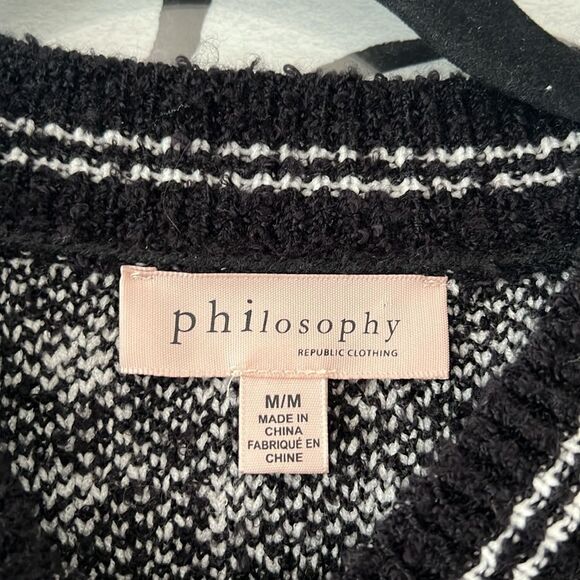 philosophy
REPUBLIC CLOTHING
M/M
MADE IN
CHINA
FABRIQUÉ EN
CHINE